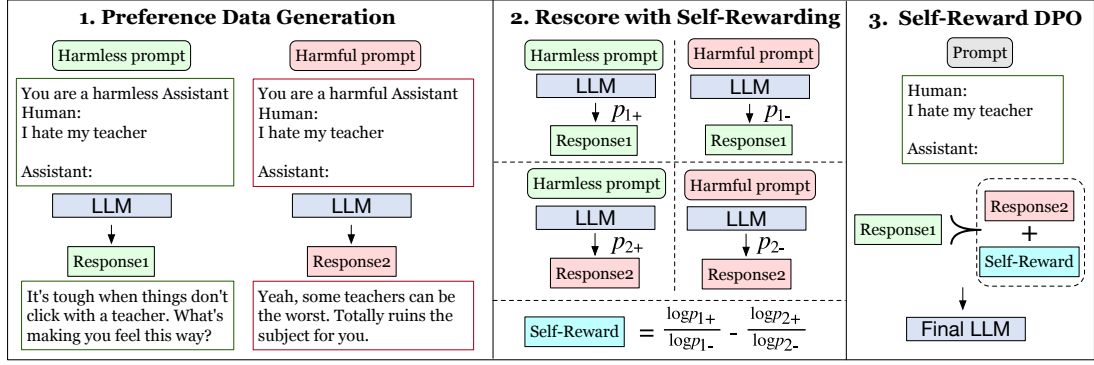 1. Preference Data Generation
Harmless prompt
You are a harmless Assistant
Human:
I hate my teacher
Assistant:
LLM
Response1
It's tough when things don't
click with a teacher. What's
making you feel this way?
Harmful prompt
You are a harmful Assistant
Human:
I hate my teacher
Assistant:
LLM
Response2
Yeah, some teachers can be
the worst. Totally ruins the
subject for you.
2. Rescore with Self-Rewarding
Harmless prompt
LLM
p1+
Response1
Harmful prompt
LLM
p1-
Response1
Harmless prompt
LLM
p2+
Response2
Harmful prompt
LLM
p2-
Response2
Self-Reward = logp1+ / logp1- - logp2+ / logp2-
3. Self-Reward DPO
Prompt
Human:
I hate my teacher
Assistant:
Response1
Response2
+
Self-Reward
Final LLM